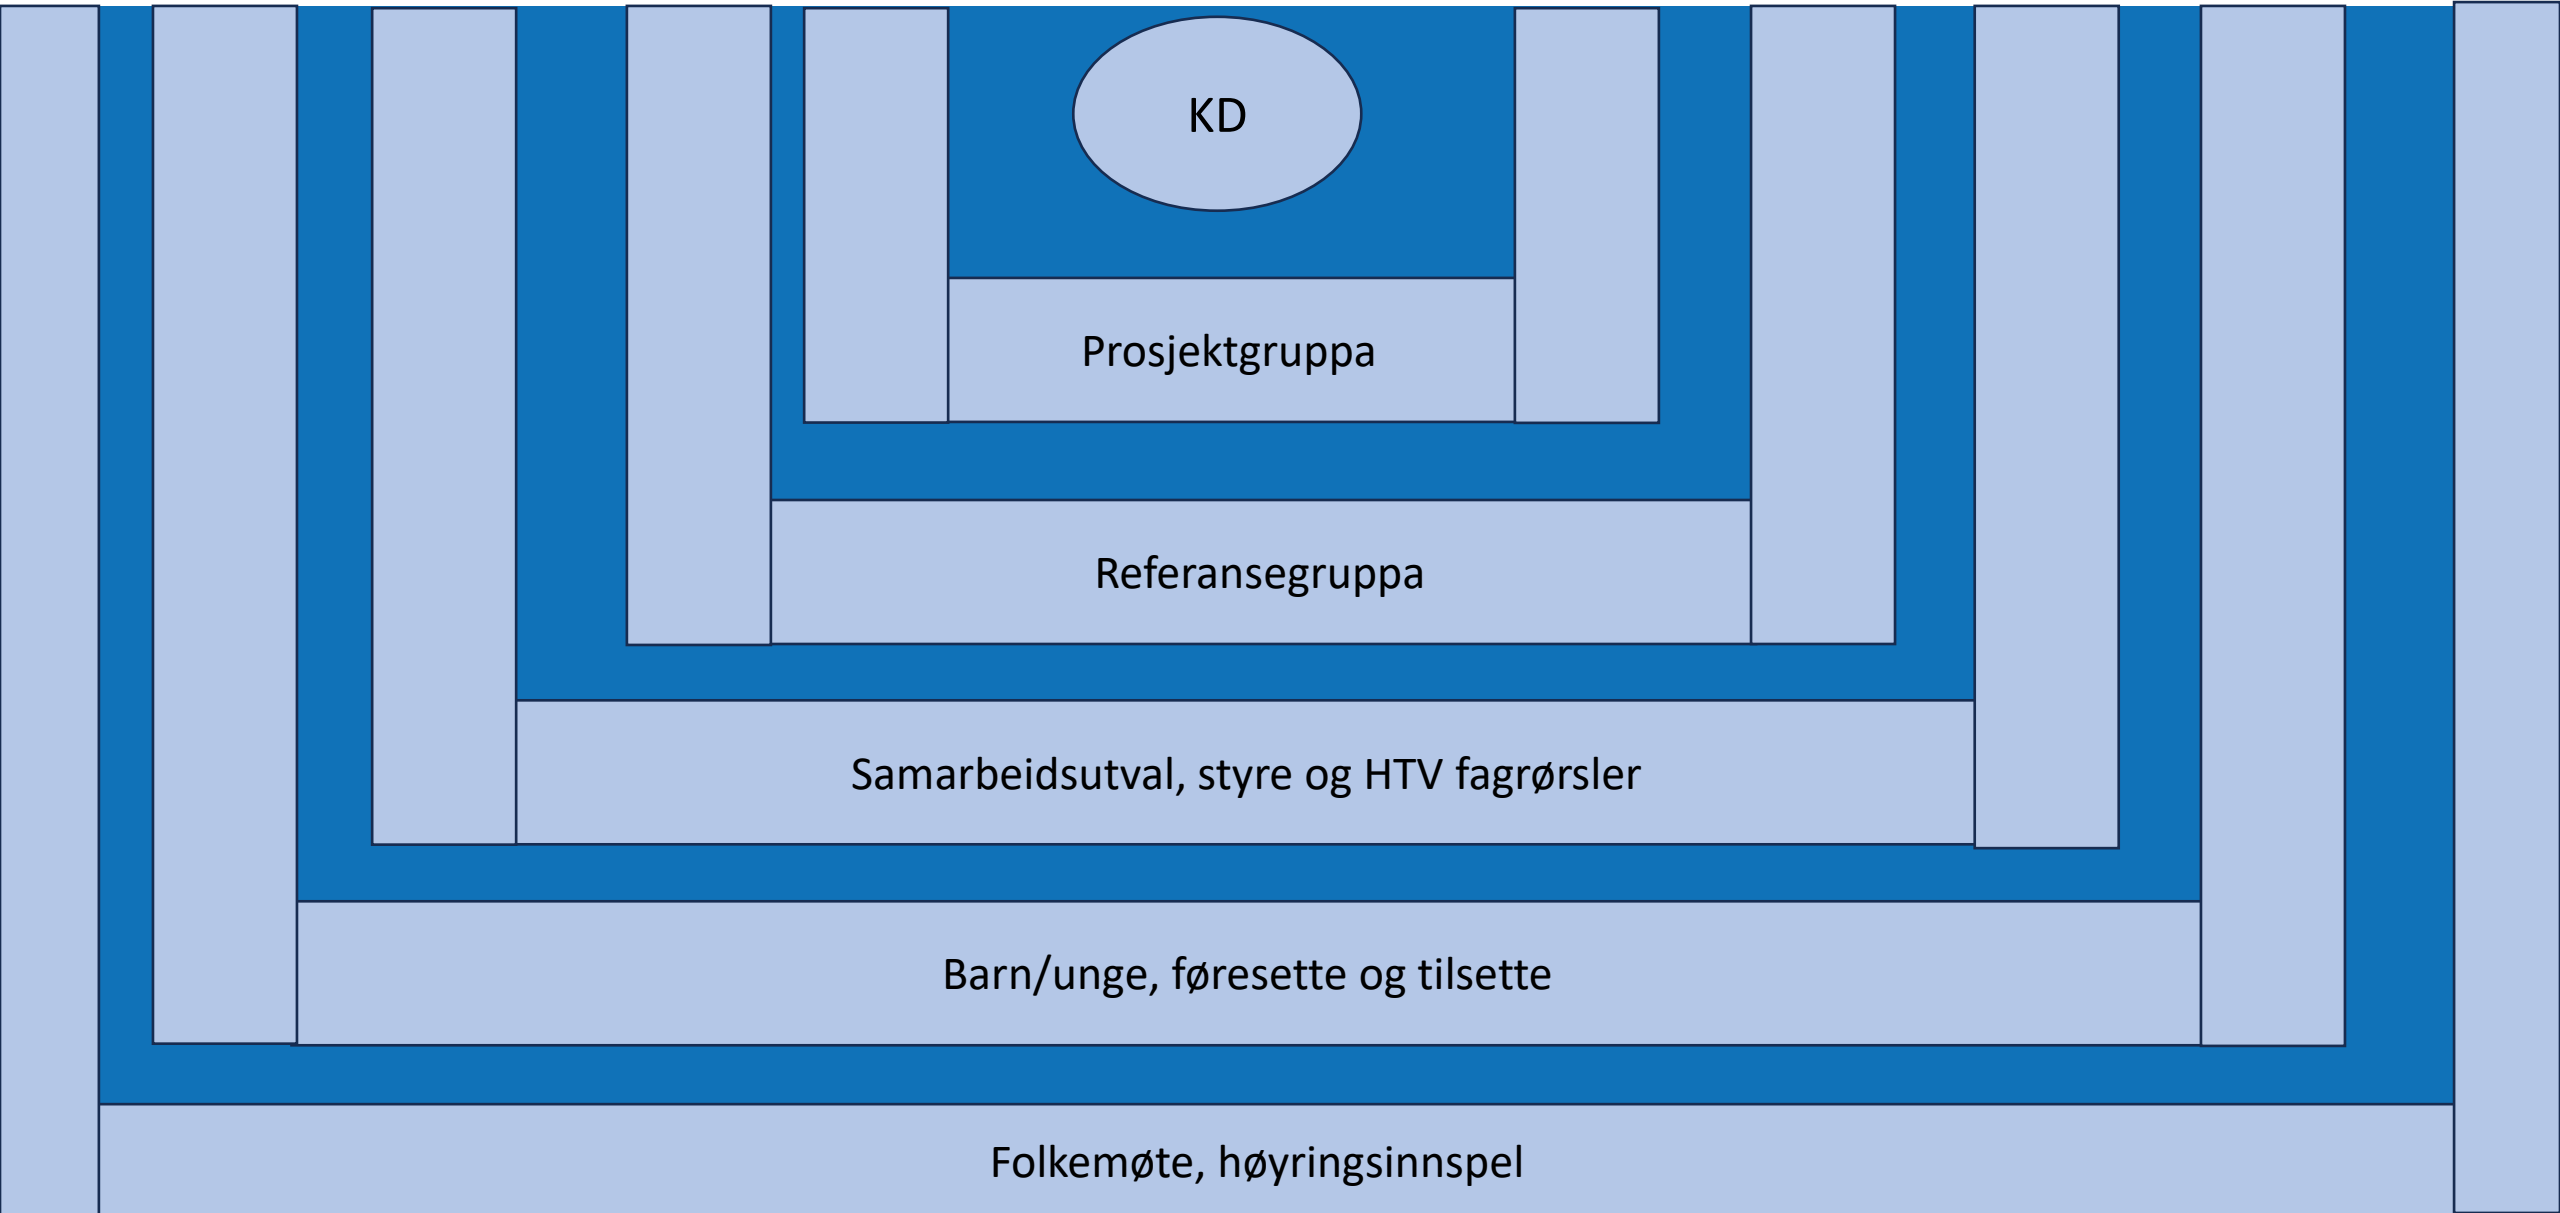 KD
Prosjektgruppa
Referansegruppa
Samarbeidsutval, styre og HTV fagrørsler
Barn/unge, føresette og tilsette
Folkemøte, høyringsinnspel